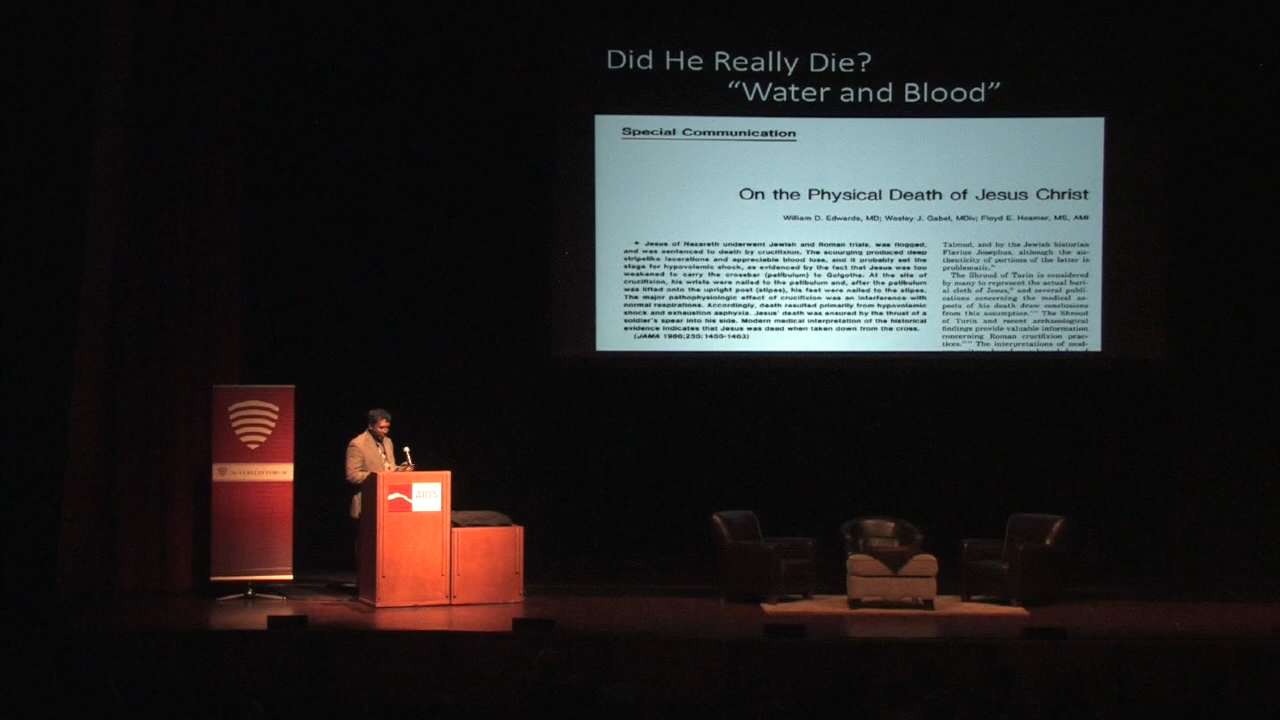 Did He Really Die?
“Water and Blood”
Special Communication
On the Physical Death of Jesus Christ
William D. Edwards, MD; Wesley J. Gabel, MDiv; Floyd E. Hosmer, MS, AMI
• Jesus of Nazareth underwent Jewish and Roman trials, was flogged,
and was sentenced to death by crucifixion. The scourging produced deep
stripelike lacerations and appreciable blood loss, and it probably set the
stage for hypovolemic shock, as evidenced by the fact that Jesus was too
weakened to carry the crossbar (patibulum) to Golgotha. At the site of
crucifixion, his wrists were nailed to the patibulum and, after the patibulum
was lifted onto the upright post (stipes), his feet were nailed to the stipes.
The major pathophysiologic effect of crucifixion was an interference with
normal respirations. Accordingly, death resulted primarily from hypovolemic
shock and exhaustion asphyxia. Jesus' death was ensured by the thrust of a
soldier's spear into his side. Modern medical interpretation of the historical
evidence indicates that Jesus was dead when taken down from the cross.
(JAMA 1986;255:1455-1463)
Talmud, and by the Jewish historian
Flavius Josephus, although the au-
thenticity of portions of the latter is
problematic.
The Shroud of Turin is considered
by many to represent the actual buri-
al cloth of Jesus, and several publi-
cations concerning the medical as-
pects of his death draw conclusions
from this assumption. The Shroud
of Turin and recent archaeological
findings provide valuable information
concerning Roman crucifixion prac-
tices. The interpretations of mod-
THE VERITAS FORUM
ARTS